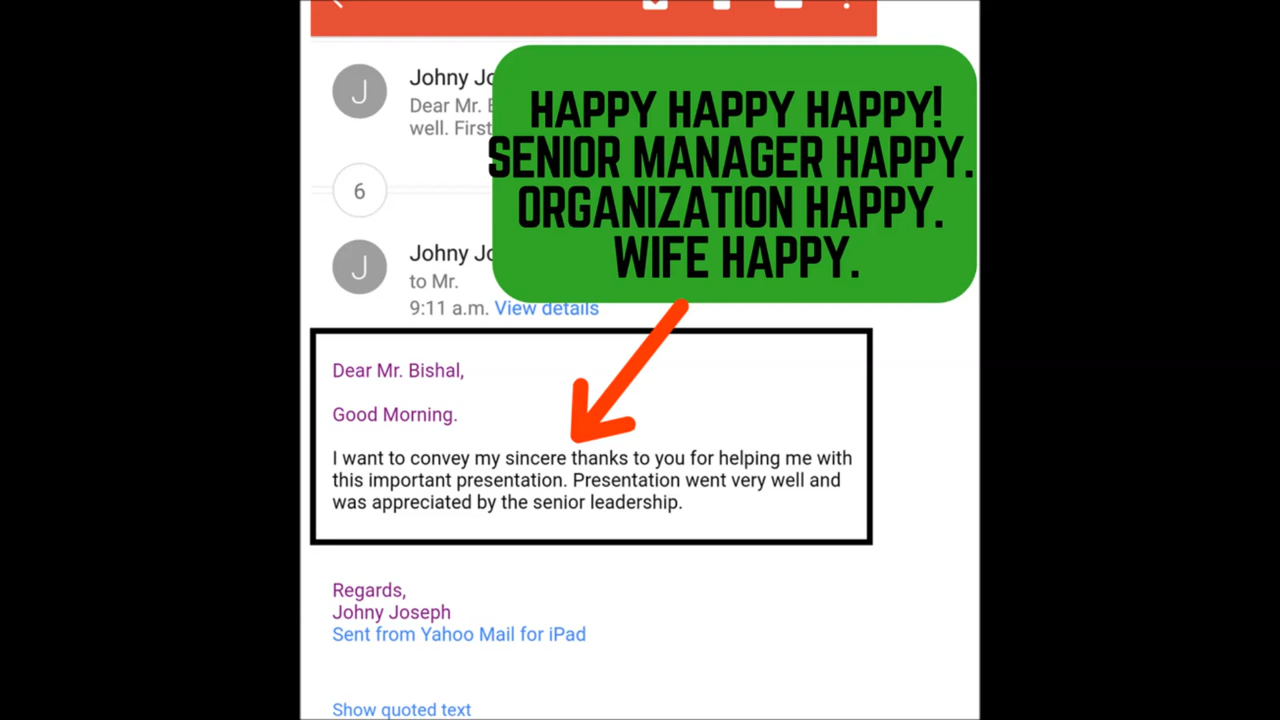 J
Johny Jo
Dear Mr.
well. First
HAPPY HAPPY HAPPY!
SENIOR MANAGER HAPPY.
ORGANIZATION HAPPY.
WIFE HAPPY.
6
J
Johny Jo
to Mr.
9:11 a.m. View details
Dear Mr. Bishal,
Good Morning.
I want to convey my sincere thanks to you for helping me with
this important presentation. Presentation went very well and
was appreciated by the senior leadership.
Regards,
Johny Joseph
Sent from Yahoo Mail for iPad
Show quoted text